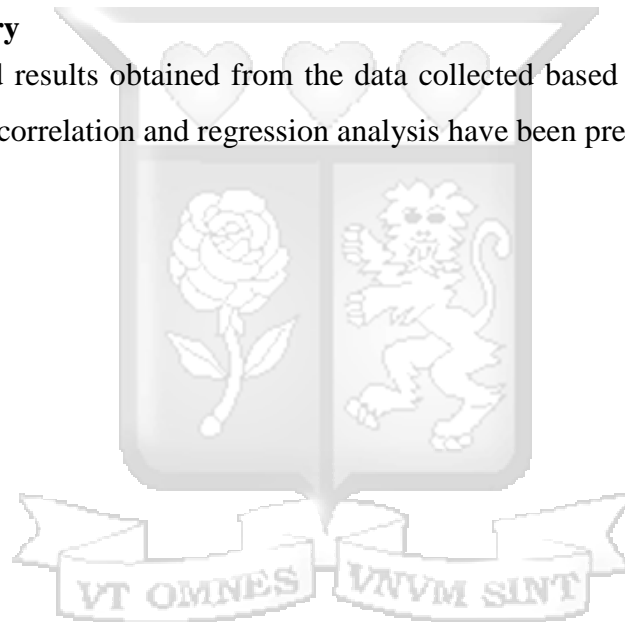 ry
d results obtained from the data collected based
correlation and regression analysis have been pre
VT OMNES VNVM SINT